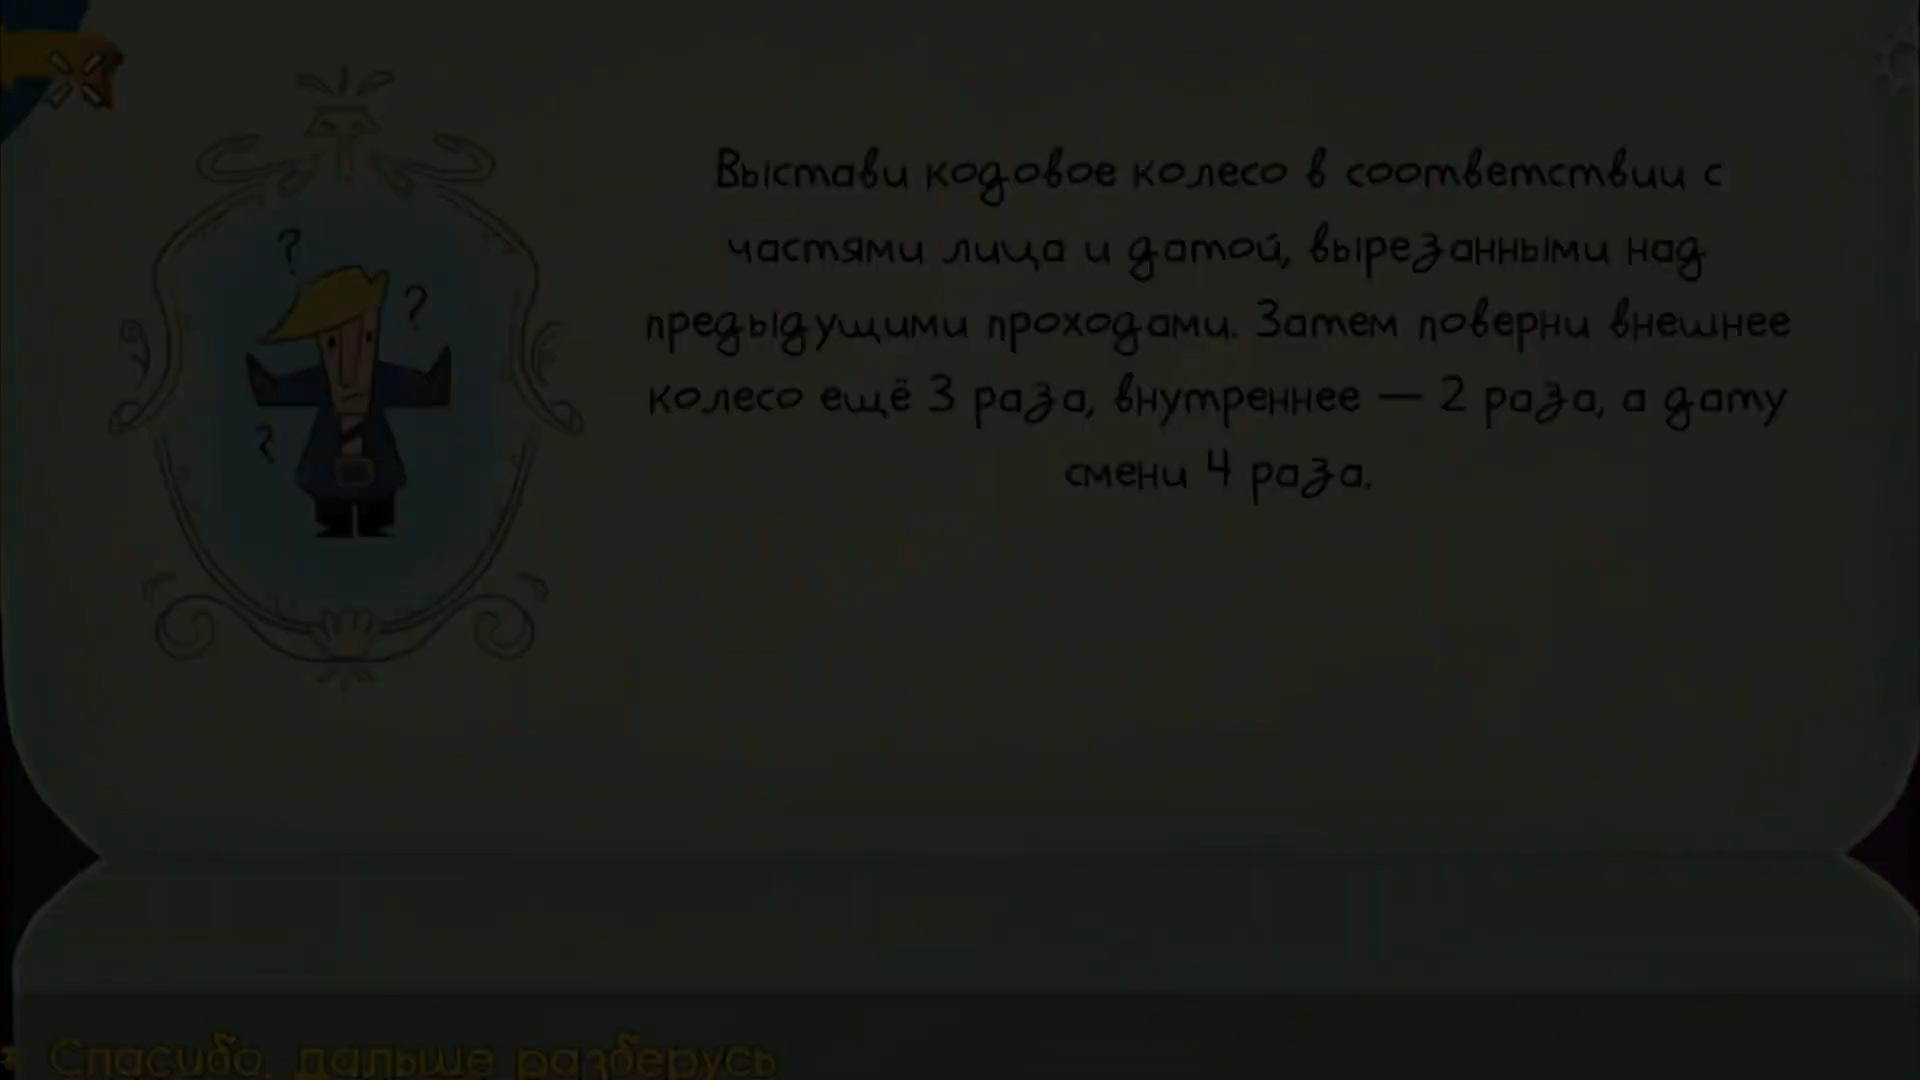 Выстави кодовое колесо в соответствии с
частями лица и датой, вырезанными над
предыдущими проходами. Затем поверни внешнее
колесо ещё 3 раза, внутреннее — 2 раза, а дату
смени 4 раза.
Спасибо, дальше разберусь